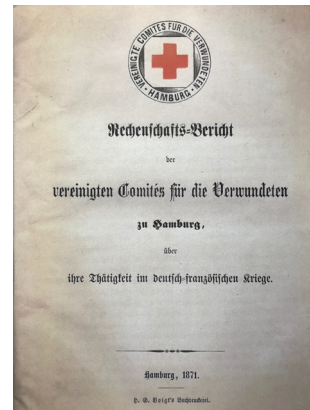 VEREINIGTE COMITES FÜR DIE VERWUNDETEN
HAMBURG
Rechenschafts-Bericht
der
vereinigten Comités für die Verwundeten
zu Hamburg,
über
ihre Thätigkeit im deutsch-französischen Kriege.
Hamburg, 1871.
H. G. Voigt's Buchdruckerei.